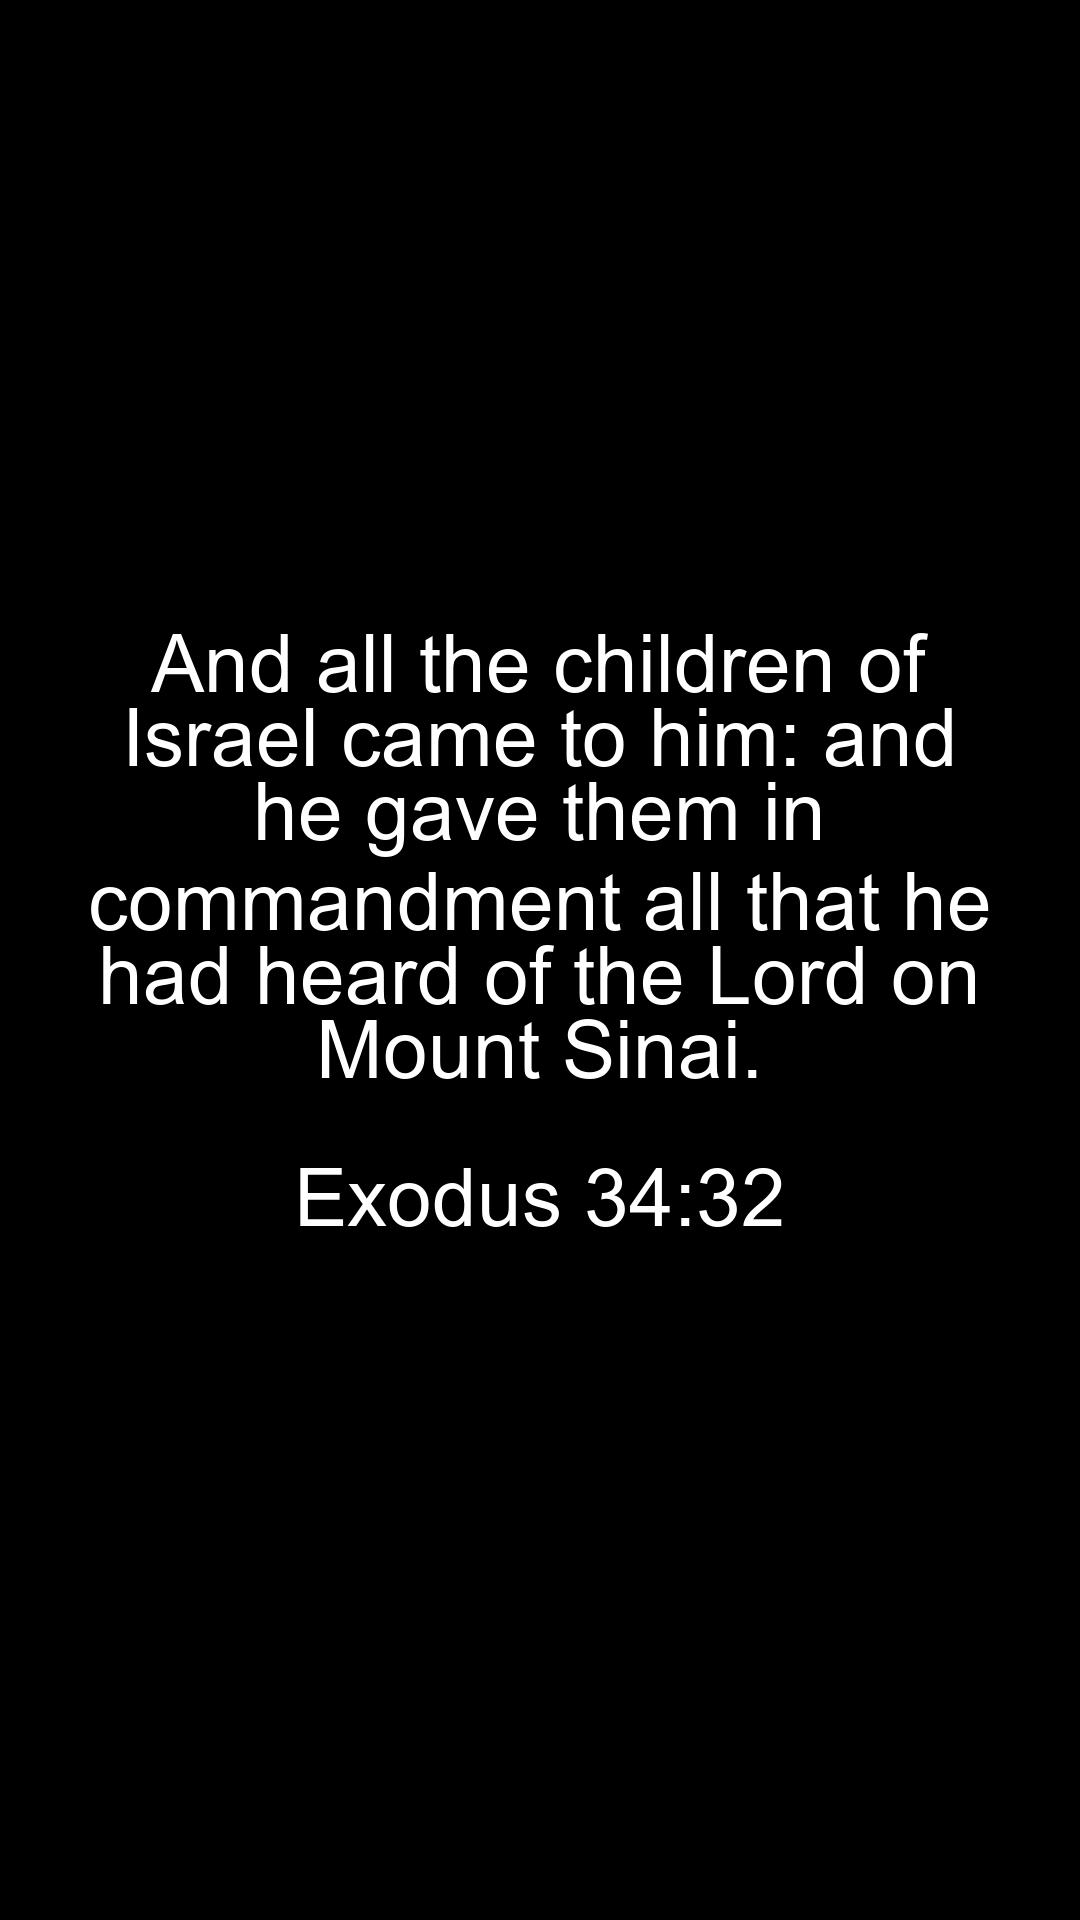 And all the children of
Israel came to him: and
he gave them in
commandment all that he
had heard of the Lord on
Mount Sinai.
Exodus 34:32